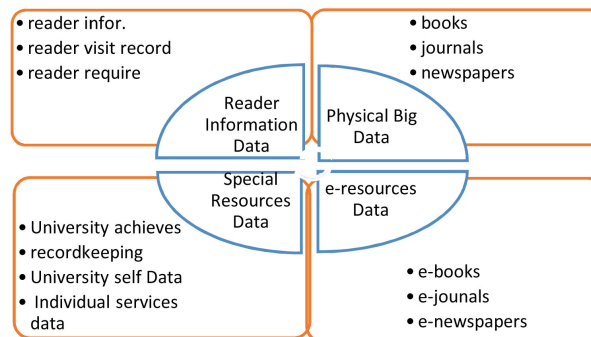 • reader infor.
• reader visit record
• reader require
• books
• journals
• newspapers
Reader
Information
Data
Physical Big
Data
Special
Resources
Data
e-resources
Data
• University achieves
• recordkeeping
• University self Data
• Individual services
data
• e-books
• e-jounals
• e-newspapers